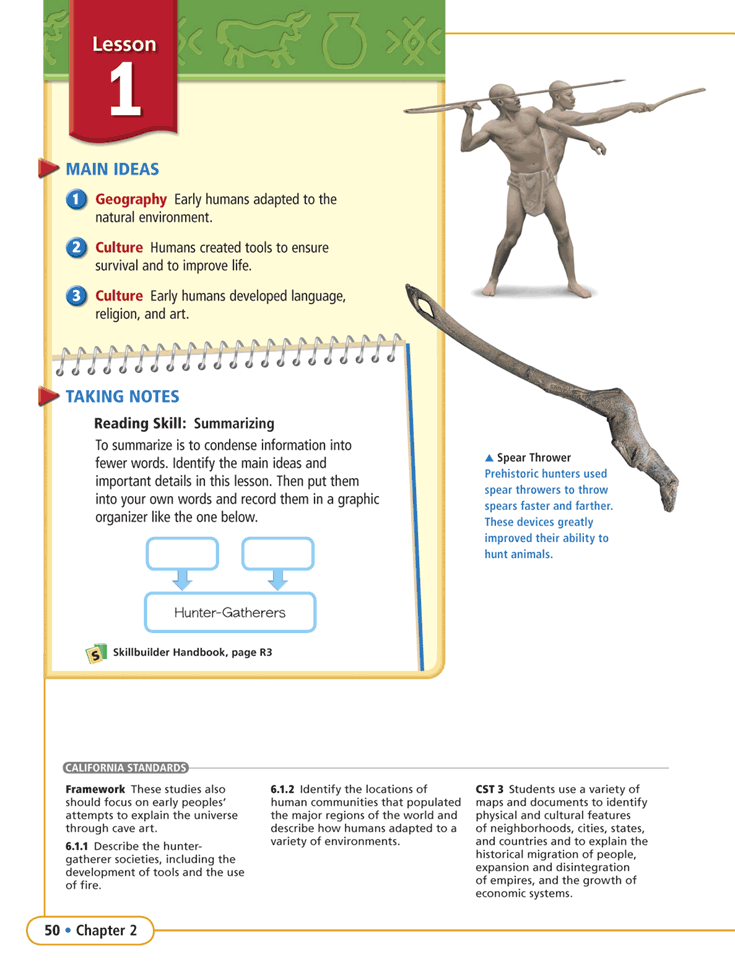 Lesson
1
MAIN IDEAS
1 Geography Early humans adapted to the
natural environment.
2 Culture Humans created tools to ensure
survival and to improve life.
3 Culture Early humans developed language,
religion, and art.
TAKING NOTES
Reading Skill: Summarizing
To summarize is to condense information into
fewer words. Identify the main ideas and
important details in this lesson. Then put them
into your own words and record them in a graphic
organizer like the one below.
Hunter-Gatherers
S Skillbuilder Handbook, page R3
▲ Spear Thrower
Prehistoric hunters used
spear throwers to throw
spears faster and farther.
These devices greatly
improved their ability to
hunt animals.
CALIFORNIA STANDARDS
Framework These studies also
should focus on early peoples'
attempts to explain the universe
through cave art.
6.1.1 Describe the hunter-
gatherer societies, including the
development of tools and the use
of fire.
6.1.2 Identify the locations of
human communities that populated
the major regions of the world and
describe how humans adapted to a
variety of environments.
CST 3 Students use a variety of
maps and documents to identify
physical and cultural features
of neighborhoods, cities, states,
and countries and to explain the
historical migration of people,
expansion and disintegration
of empires, and the growth of
economic systems.
50 • Chapter 2